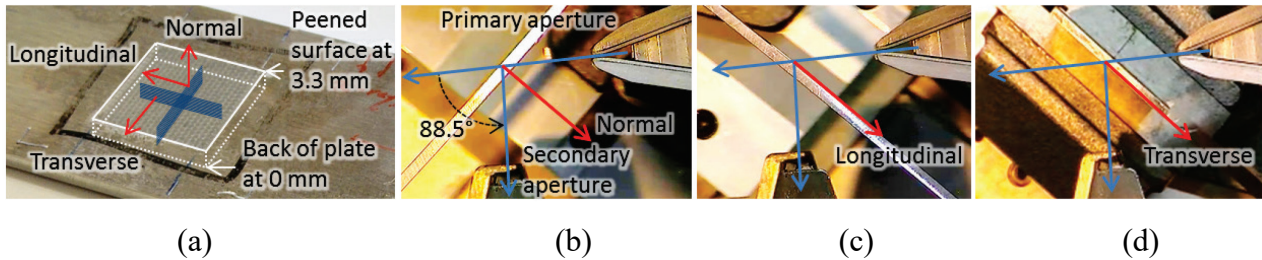 Normal
Longitudinal
Peened
surface at
3.3 mm
Transverse
Back of plate
at 0 mm
Primary aperture
88.5°
Normal
Secondary
aperture
Longitudinal
Transverse
(a)
(b)
(c)
(d)